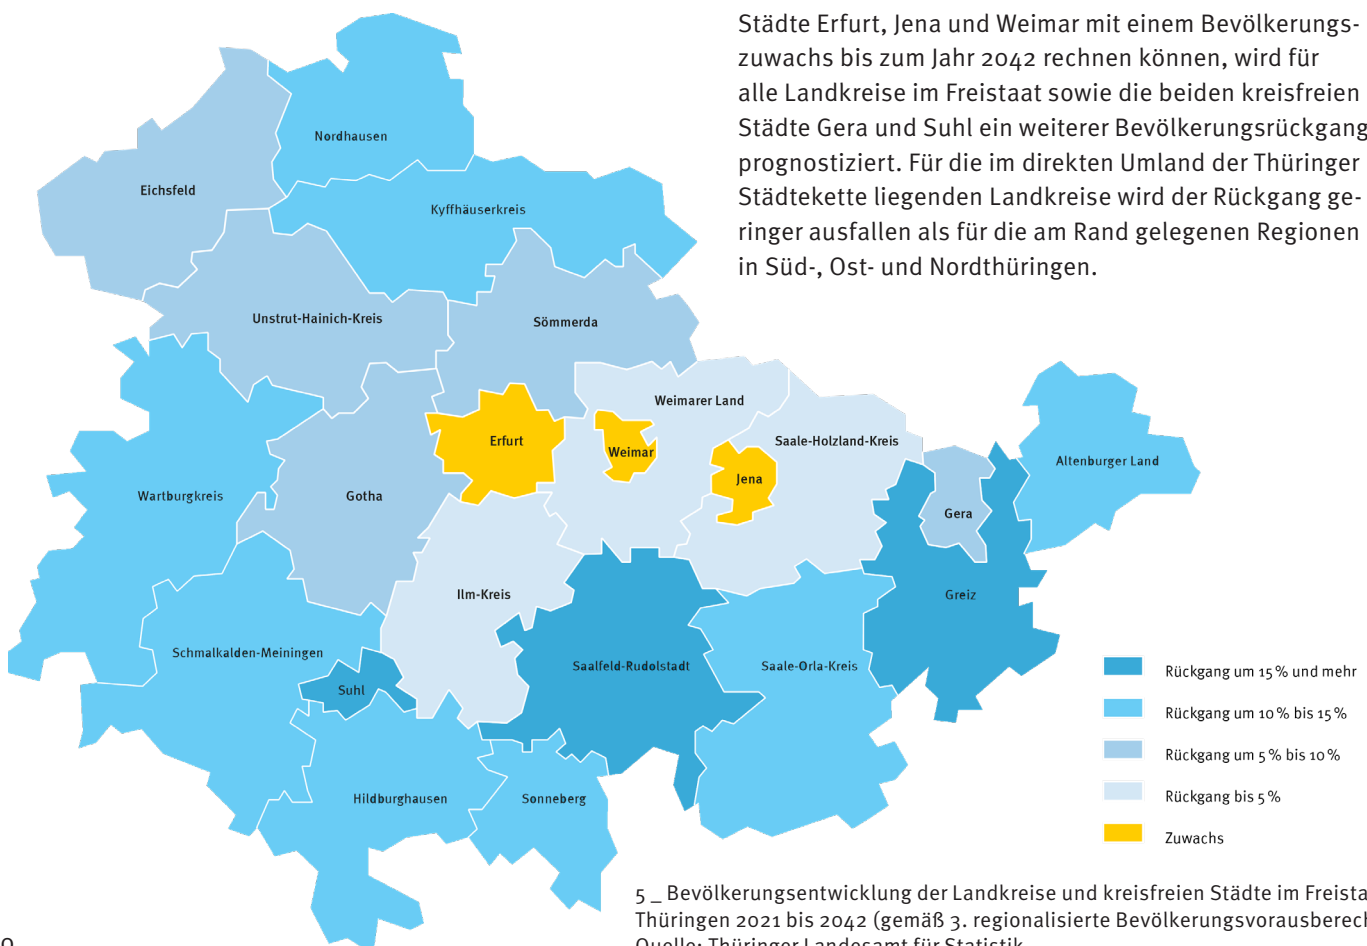 Städte Erfurt, Jena und Weimar mit einem Bevölkerungs-
zuwachs bis zum Jahr 2042 rechnen können, wird für
alle Landkreise im Freistaat sowie die beiden kreisfreien
Städte Gera und Suhl ein weiterer Bevölkerungsrückgang
prognostiziert. Für die im direkten Umland der Thüringer
Städtekette liegenden Landkreise wird der Rückgang ge-
ringer ausfallen als für die am Rand gelegenen Regionen
in Süd-, Ost- und Nordthüringen.
Nordhausen
Eichsfeld
Kyffhäuserkreis
Unstrut-Hainich-Kreis
Sömmerda
Weimarer Land
Erfurt
Weimar
Saale-Holzland-Kreis
Jena
Altenburger Land
Wartburgkreis
Gotha
Gera
Ilm-Kreis
Greiz
Schmalkalden-Meiningen
Suhl
Saalfeld-Rudolstadt
Saale-Orla-Kreis
Hildburghausen
Sonneberg
Rückgang um 15 % und mehr
Rückgang um 10 % bis 15 %
Rückgang um 5 % bis 10 %
Rückgang bis 5 %
Zuwachs
5 _ Bevölkerungsentwicklung der Landkreise und kreisfreien Städte im Freista
Thüringen 2021 bis 2042 (gemäß 3. regionalisierte Bevölkerungsvorausberech
Quelle: Thüringer Landesamt für Statistik